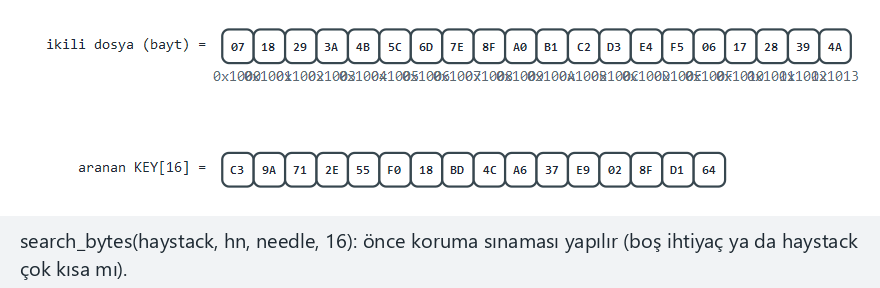 ikili dosya (bayt) = 07 18 29 3A 4B 5C 6D 7E 8F A0 B1 C2 D3 E4 F5 06 17 28 39 4A
aranan KEY[16] = C3 9A 71 2E 55 F0 18 BD 4C A6 37 E9 02 8F D1 64
search_bytes(haystack, hn, needle, 16): önce koruma sınaması yapılır (boş ihtiyaç ya da haystack
çok kısa mı).